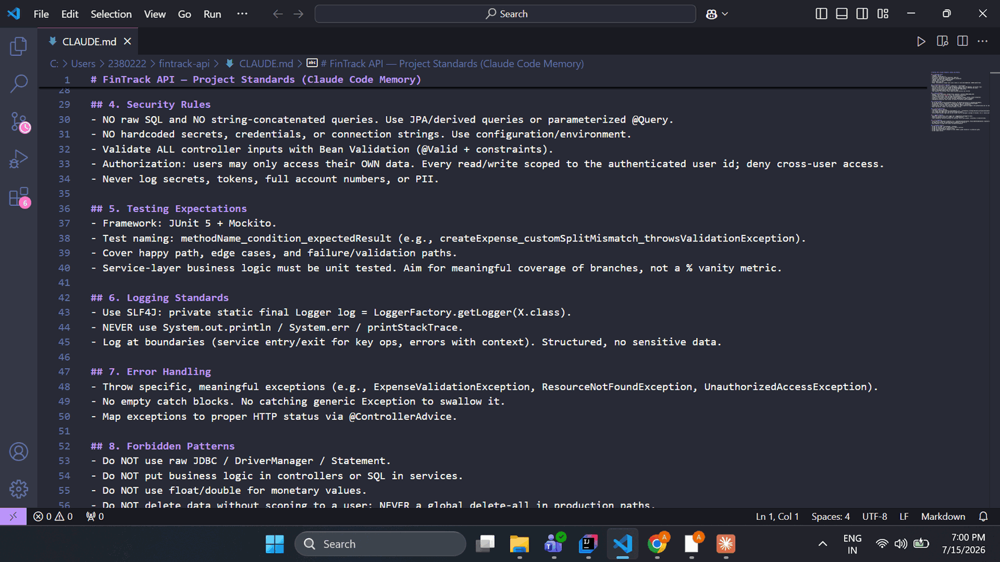 File Edit Selection View Go Run ··· Search
CLAUDE.md
C: > Users > 2380222 > fintrack-api > CLAUDE.md > abc # FinTrack API — Project Standards (Claude Code Memory)
1 # FinTrack API — Project Standards (Claude Code Memory)
28
29 ## 4. Security Rules
30 - NO raw SQL and NO string-concatenated queries. Use JPA/derived queries or parameterized @Query.
31 - NO hardcoded secrets, credentials, or connection strings. Use configuration/environment.
32 - Validate ALL controller inputs with Bean Validation (@Valid + constraints).
33 - Authorization: users may only access their OWN data. Every read/write scoped to the authenticated user id; deny cross-user access.
34 - Never log secrets, tokens, full account numbers, or PII.
35
36 ## 5. Testing Expectations
37 - Framework: JUnit 5 + Mockito.
38 - Test naming: methodName_condition_expectedResult (e.g., createExpense_customSplitMismatch_throwsValidationException).
39 - Cover happy path, edge cases, and failure/validation paths.
40 - Service-layer business logic must be unit tested. Aim for meaningful coverage of branches, not a % vanity metric.
41
42 ## 6. Logging Standards
43 - Use SLF4J: private static final Logger log = LoggerFactory.getLogger(X.class).
44 - NEVER use System.out.println / System.err / printStackTrace.
45 - Log at boundaries (service entry/exit for key ops, errors with context). Structured, no sensitive data.
46
47 ## 7. Error Handling
48 - Throw specific, meaningful exceptions (e.g., ExpenseValidationException, ResourceNotFoundException, UnauthorizedAccessException).
49 - No empty catch blocks. No catching generic Exception to swallow it.
50 - Map exceptions to proper HTTP status via @ControllerAdvice.
51
52 ## 8. Forbidden Patterns
53 - Do NOT use raw JDBC / DriverManager / Statement.
54 - Do NOT put business logic in controllers or SQL in services.
55 - Do NOT use float/double for monetary values.
56 - Do NOT delete data without scoping to a user; NEVER a global delete-all in production paths.
6
0 0 0 Ln 1, Col 1 Spaces: 4 UTF-8 LF Markdown
Search
ENG
IN
7:00 PM
7/15/2026